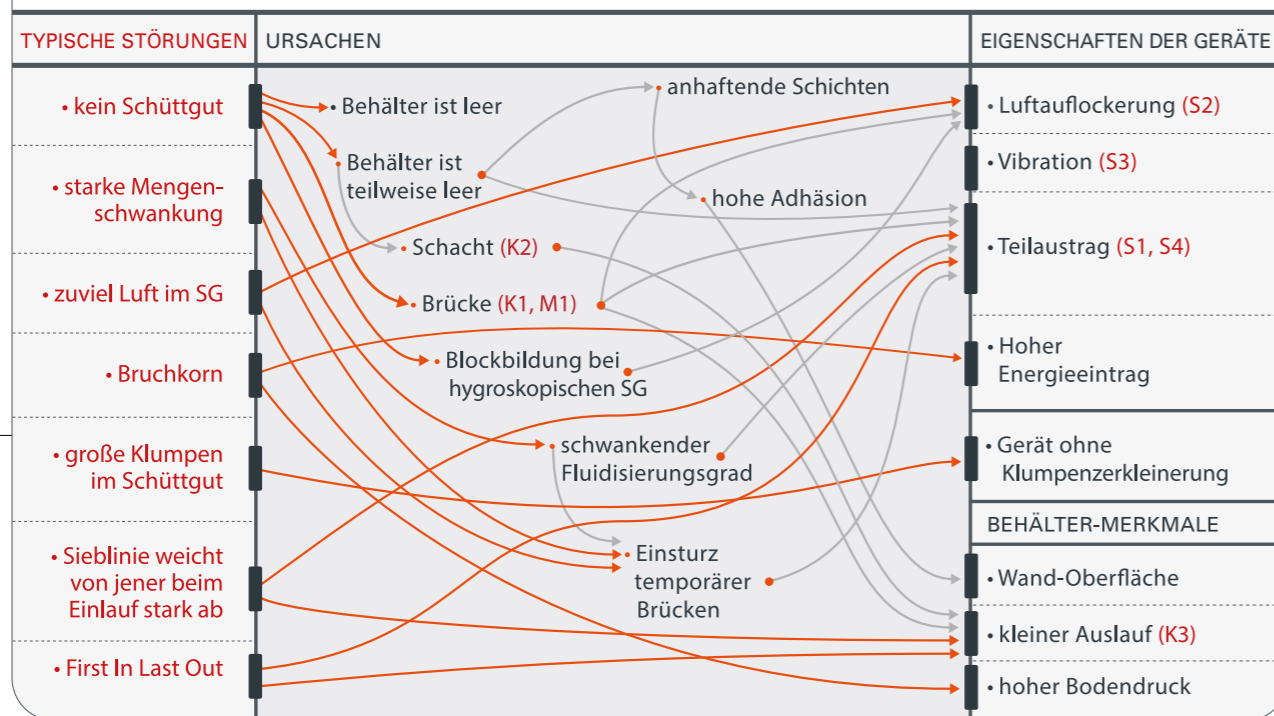 TYPISCHE STÖRUNGEN
URSACHEN
EIGENSCHAFTEN DER GERÄTE
• kein Schüttgut
• starke Mengen-
schwankung
• zuviel Luft im SG
• Bruchkorn
• große Klumpen
im Schüttgut
• Sieblinie weicht
von jener beim
Einlauf stark ab
• First In Last Out
• Behälter ist leer
• anhaftende Schichten
• Behälter ist
teilweise leer
• hohe Adhäsion
• Schacht (K2)
• Brücke (K1, M1)
• Blockbildung bei
hygroskopischen SG
• schwankender
Fluidisierungsgrad
• Einsturz
temporärer
Brücken
• Luftauflockerung (S2)
• Vibration (S3)
• Teilaustrag (S1, S4)
• Hoher
Energieeintrag
• Gerät ohne
Klumpenzerkleinerung
BEHÄLTER-MERKMALE
• Wand-Oberfläche
• kleiner Auslauf (K3)
• hoher Bodendruck